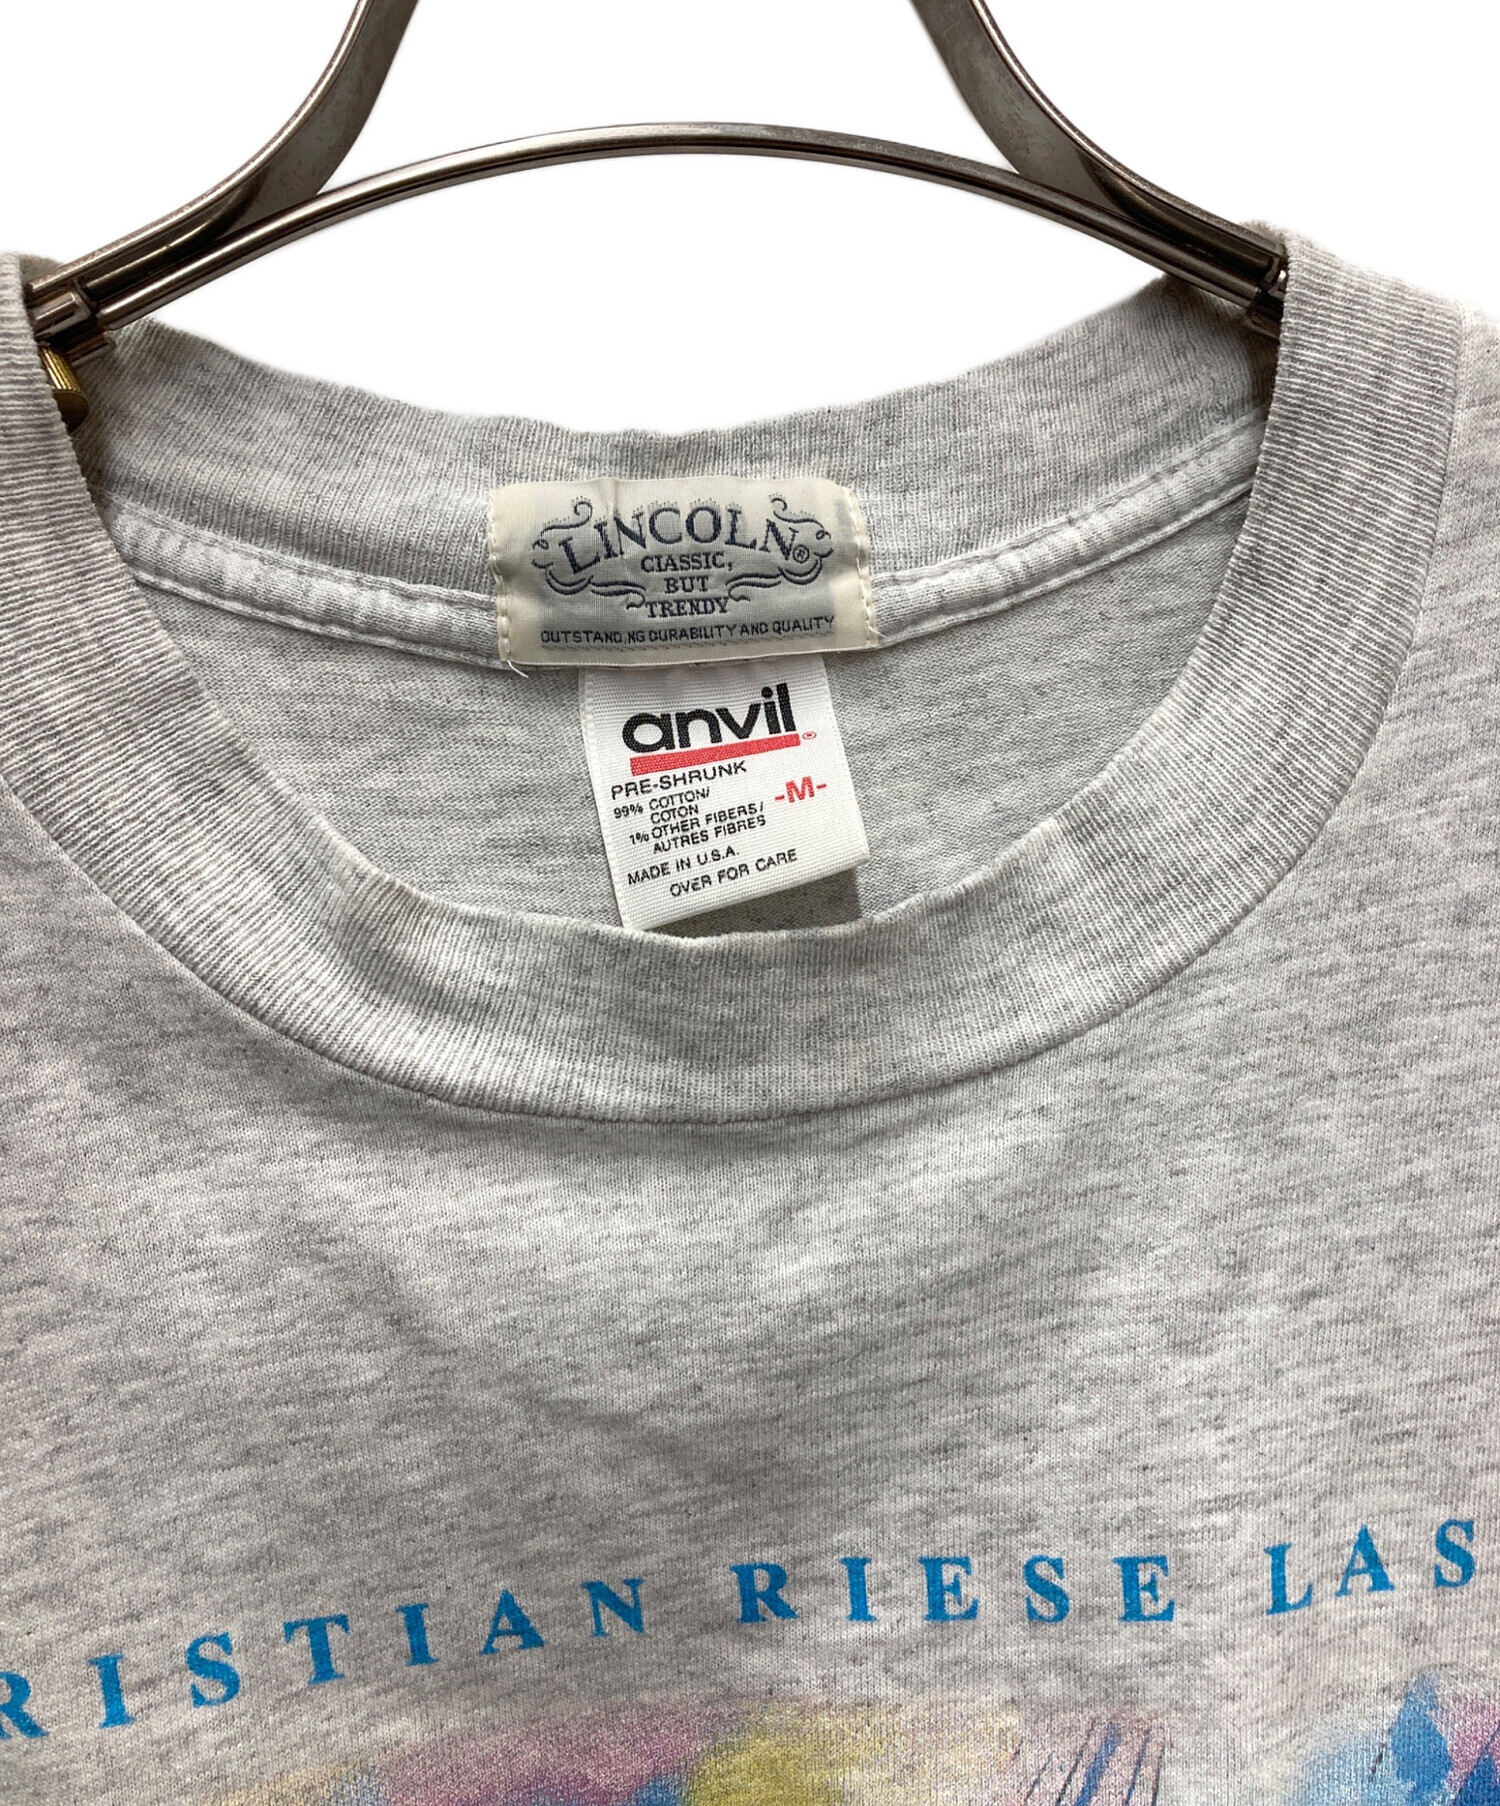 LINCOLN®
CLASSIC,
BUT
TRENDY
OUTSTANDING DURABILITY AND QUALITY
anvil®
PRE-SHRUNK
-M-
99% COTTON/
COTON
1% OTHER FIBERS/
AUTRES FIBRES
MADE IN U.S.A.
OVER FOR CARE
RISTIAN RIESE LAS